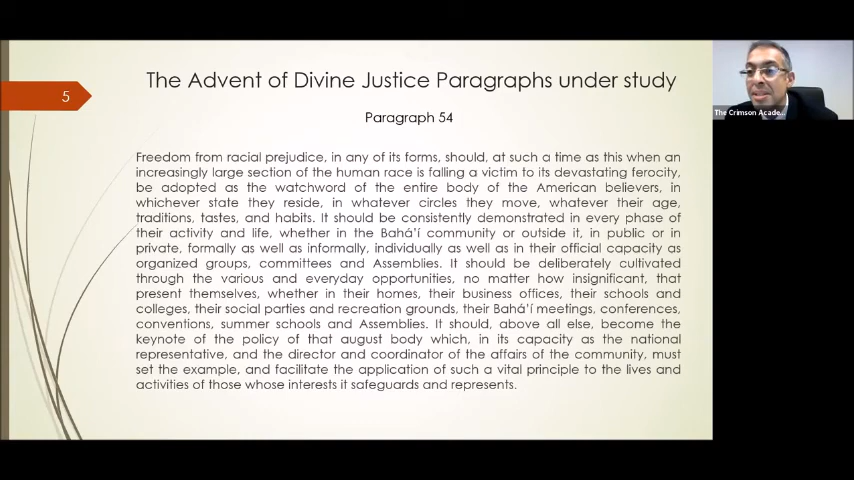 The Advent of Divine Justice Paragraphs under study
5
Paragraph 54
Freedom from racial prejudice, in any of its forms, should, at such a time as this when an
increasingly large section of the human race is falling a victim to its devastating ferocity,
be adopted as the watchword of the entire body of the American believers, in
whichever state they reside, in whatever circles they move, whatever their age,
traditions, tastes, and habits. It should be consistently demonstrated in every phase of
their activity and life, whether in the Bahá’í community or outside it, in public or in
private, formally as well as informally, individually as well as in their official capacity as
organized groups, committees and Assemblies. It should be deliberately cultivated
through the various and everyday opportunities, no matter how insignificant, that
present themselves, whether in their homes, their business offices, their schools and
colleges, their social parties and recreation grounds, their Bahá’í meetings, conferences,
conventions, summer schools and Assemblies. It should, above all else, become the
keynote of the policy of that august body which, in its capacity as the national
representative, and the director and coordinator of the affairs of the community, must
set the example, and facilitate the application of such a vital principle to the lives and
activities of those whose interests it safeguards and represents.
The Crimson Acade...